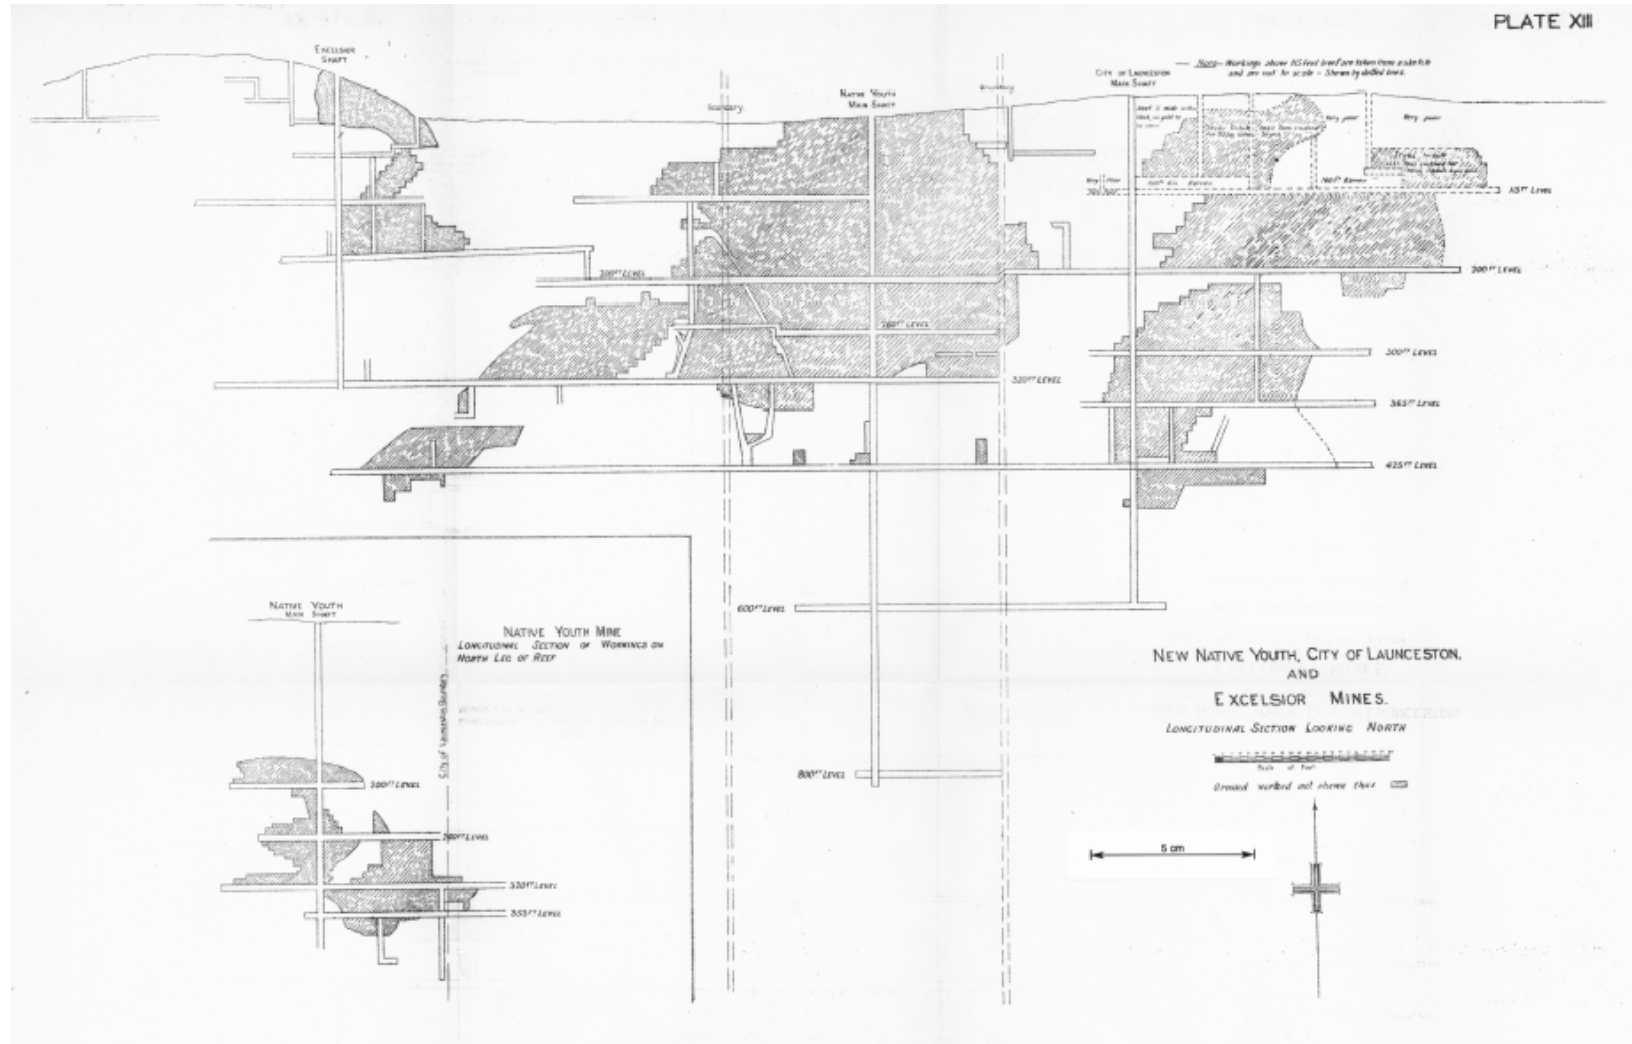 PLATE XIII
EXCELSIOR
SHAFT
Boundary.
NATIVE YOUTH
MAIN SHAFT
Boundary
CITY OF LAUNCESTON
MAIN SHAFT
Note - Workings above 115 feet level are taken from a sketch
and are not to scale - Shewn by dotted lines.
Very poor
Very poor
115FT LEVEL
200FT LEVEL
200FT LEVEL
260FT LEVEL
300FT LEVEL
320FT LEVEL
365FT LEVEL
425FT LEVEL
600FT LEVEL
800FT LEVEL
NATIVE YOUTH
MAIN SHAFT
NATIVE YOUTH MINE
LONGITUDINAL SECTION OF WORKINGS ON
NORTH LEG OF REEF
City of Launceston Boundary
200FT LEVEL
260FT LEVEL
320FT LEVEL
355FT LEVEL
NEW NATIVE YOUTH, CITY OF LAUNCESTON.
AND
EXCELSIOR MINES.
LONGITUDINAL SECTION LOOKING NORTH
Scale of Feet
Ground worked out shewn thus
5 cm